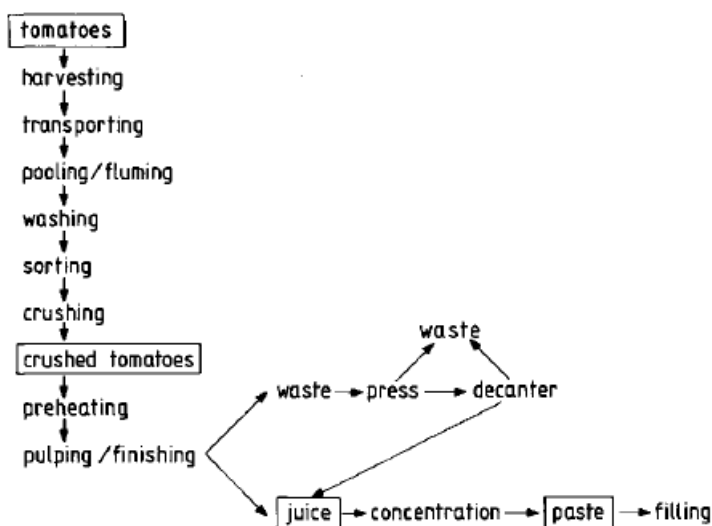 tomatoes
harvesting
transporting
pooling/fluming
washing
sorting
crushing
waste
crushed tomatoes
preheating
waste press decanter
pulping/finishing
juice concentration paste filling